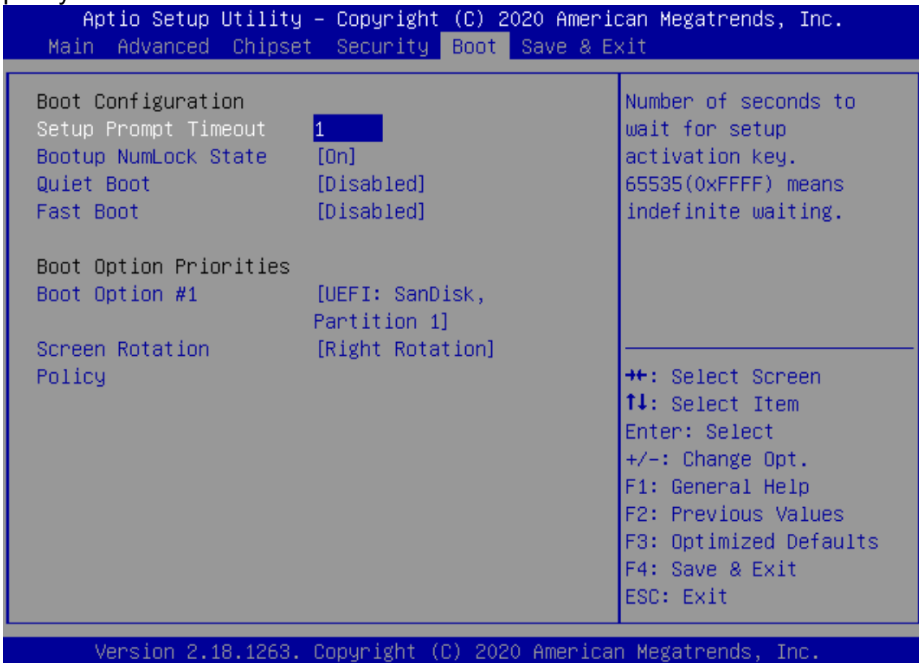 Aptio Setup Utility – Copyright (C) 2020 American Megatrends, Inc.
Main Advanced Chipset Security Boot Save & Exit
Boot Configuration
Setup Prompt Timeout 1
Bootup NumLock State [On]
Quiet Boot [Disabled]
Fast Boot [Disabled]
Boot Option Priorities
Boot Option #1 [UEFI: SanDisk,
Partition 1]
Screen Rotation [Right Rotation]
Policy
Number of seconds to
wait for setup
activation key.
65535(0xFFFF) means
indefinite waiting.
→←: Select Screen
↑↓: Select Item
Enter: Select
+/-: Change Opt.
F1: General Help
F2: Previous Values
F3: Optimized Defaults
F4: Save & Exit
ESC: Exit
Version 2.18.1263. Copyright (C) 2020 American Megatrends, Inc.